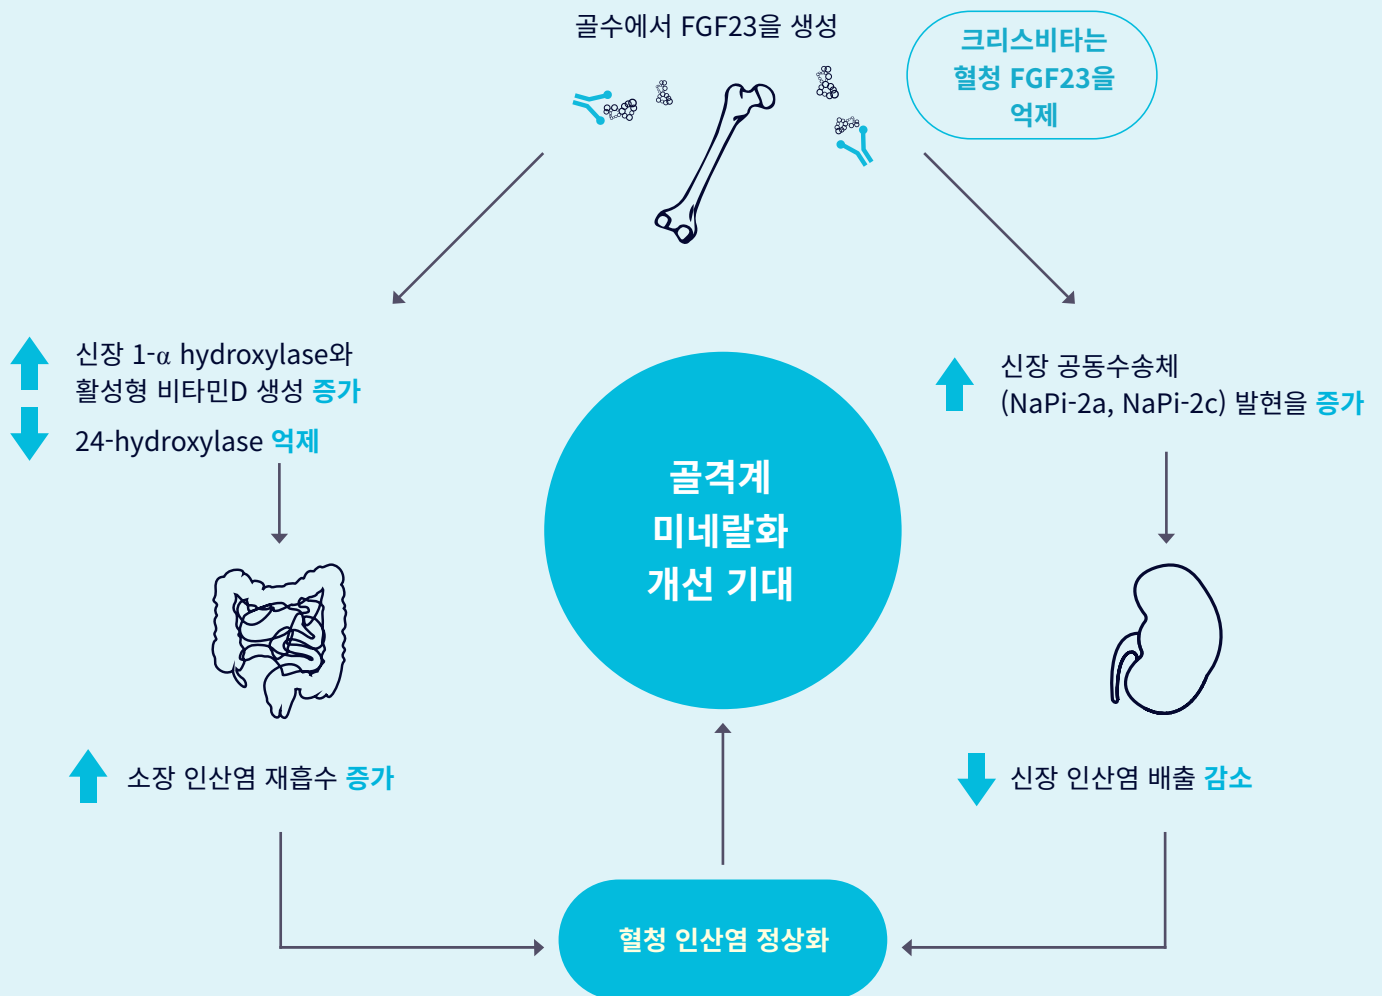 골수에서 FGF23을 생성
크리스비타는
혈청 FGF23을
억제
신장 1-α hydroxylase와
활성형 비타민D 생성 증가
24-hydroxylase 억제
신장 공동수송체
(NaPi-2a, NaPi-2c) 발현을 증가
골격계
미네랄화
개선 기대
소장 인산염 재흡수 증가
신장 인산염 배출 감소
혈청 인산염 정상화